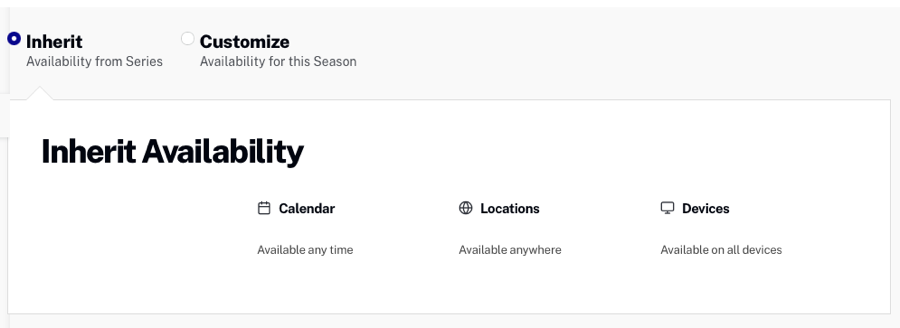 Inherit
Availability from Series
Customize
Availability for this Season
Inherit Availability
Calendar
Available any time
Locations
Available anywhere
Devices
Available on all devices